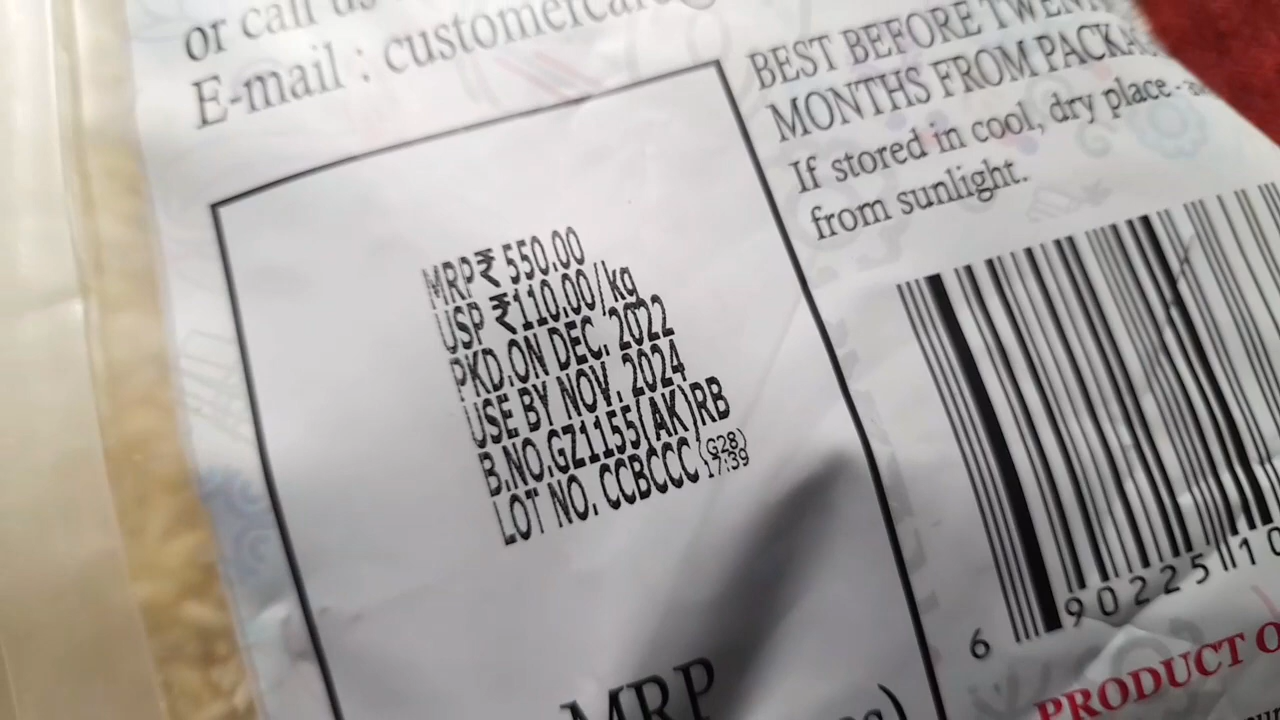 or call us
E-mail : customercare@
BEST BEFORE TWENTY
MONTHS FROM PACKA
If stored in cool, dry place
from sunlight.
MRP₹ 550.00
USP ₹110.00/kg
PKD.ON DEC. 2022
USE BY NOV. 2024
B.NO.GZ1155(AK)RB
LOT NO. CCBCCC (G28) 17:39
6 90225 10
MRP
PRODUCT O